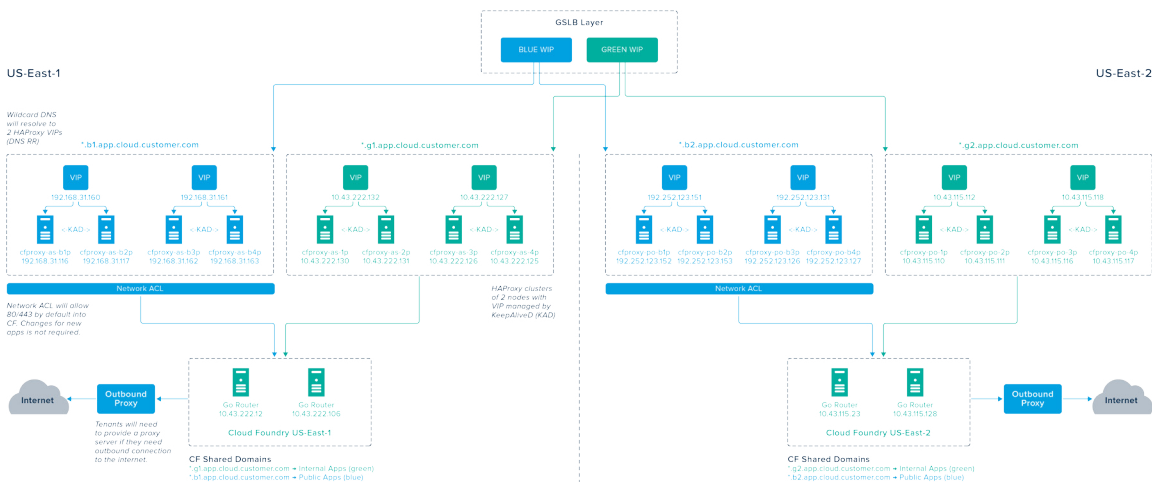 GSLB Layer
BLUE WIP
GREEN WIP
US-East-1
US-East-2
Wildcard DNS
will resolve to
2 HAProxy VIPs
(DNS RR)
*.b1.app.cloud.customer.com
*.g1.app.cloud.customer.com
*.b2.app.cloud.customer.com
*.g2.app.cloud.customer.com
VIP
VIP
VIP
VIP
VIP
VIP
VIP
VIP
192.168.31.160
192.168.31.161
10.43.222.132
10.43.222.127
192.252.123.151
192.252.123.131
10.43.115.112
10.43.115.118
< KAD >
< KAD >
< KAD >
< KAD >
< KAD >
< KAD >
< KAD >
< KAD >
cfproxy-as-b1p
192.168.31.116
cfproxy-as-b2p
192.168.31.117
cfproxy-as-b3p
192.168.31.162
cfproxy-as-b4p
192.168.31.163
cfproxy-as-1p
10.43.222.130
cfproxy-as-2p
10.43.222.131
cfproxy-as-3p
10.43.222.126
cfproxy-as-4p
10.43.222.125
cfproxy-po-b1p
192.252.123.152
cfproxy-po-b2p
192.252.123.153
cfproxy-po-b3p
192.252.123.126
cfproxy-po-b4p
192.252.123.127
cfproxy-po-1p
10.43.115.110
cfproxy-po-2p
10.43.115.111
cfproxy-po-3p
10.43.115.116
cfproxy-po-4p
10.43.115.117
Network ACL
Network ACL
Network ACL will allow
80/443 by default into
CF. Changes for new
apps is not required.
HAProxy clusters
of 2 nodes with
VIP managed by
KeepAliveD (KAD)
Internet
Outbound
Proxy
Go Router
10.43.222.12
Go Router
10.43.222.106
Cloud Foundry US-East-1
Go Router
10.43.115.23
Go Router
10.43.115.128
Cloud Foundry US-East-2
Outbound
Proxy
Internet
Tenants will need
to provide a proxy
server if they need
outbound connection
to the internet.
CF Shared Domains
*.g1.app.cloud.customer.com → Internal Apps (green)
*.b1.app.cloud.customer.com → Public Apps (blue)
CF Shared Domains
*.g2.app.cloud.customer.com → Internal Apps (green)
*.b2.app.cloud.customer.com → Public Apps (blue)